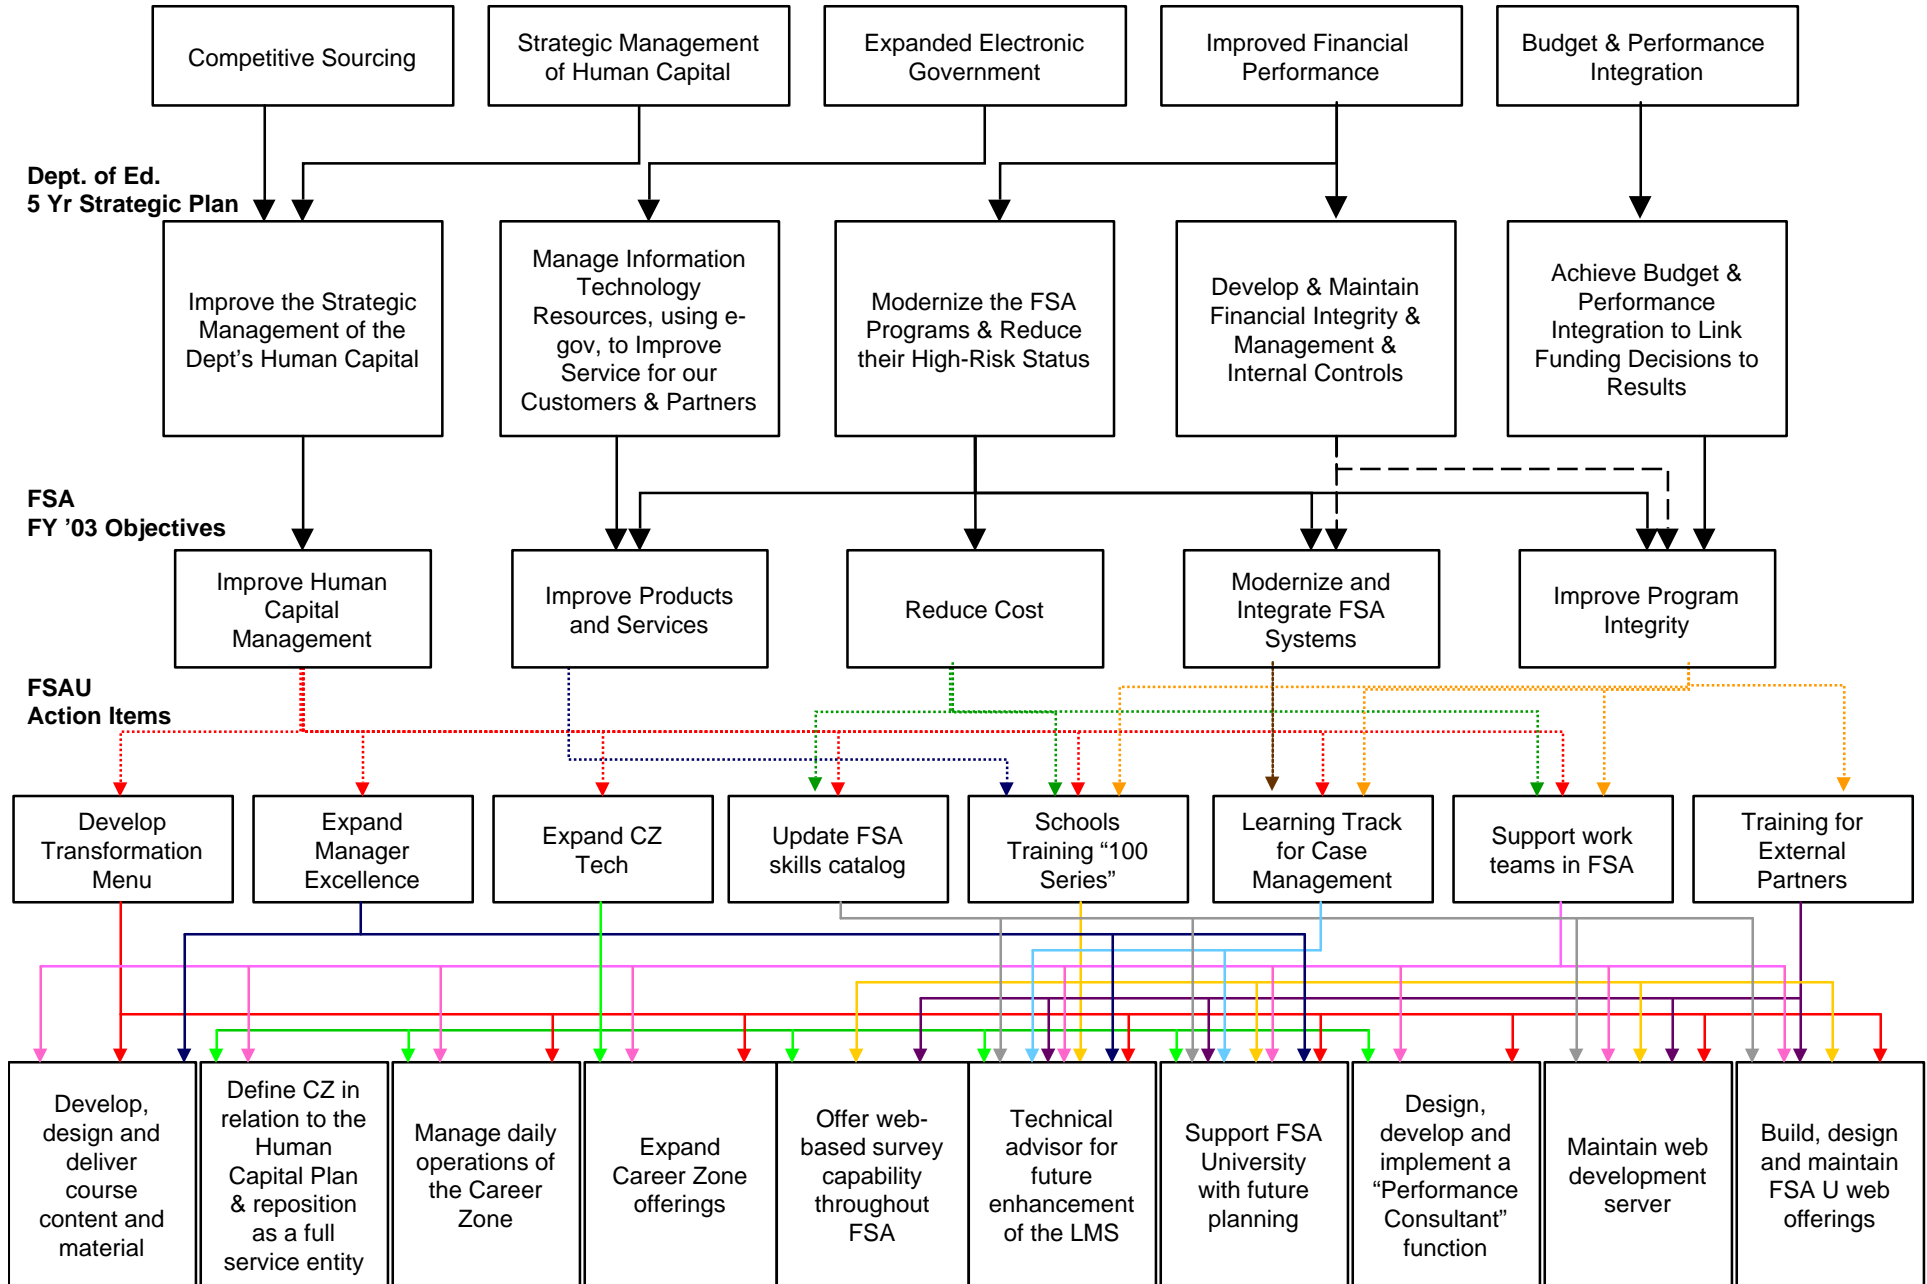 Competitive Sourcing
Strategic Management
of Human Capital
Expanded Electronic
Government
Improved Financial
Performance
Budget & Performance
Integration
Dept. of Ed.
5 Yr Strategic Plan
Improve the Strategic
Management of the
Dept’s Human Capital
Manage Information
Technology
Resources, using e-
gov, to Improve
Service for our
Customers & Partners
Modernize the FSA
Programs & Reduce
their High-Risk Status
Develop & Maintain
Financial Integrity &
Management &
Internal Controls
Achieve Budget &
Performance
Integration to Link
Funding Decisions to
Results
FSA
FY ’03 Objectives
Improve Human
Capital
Management
Improve Products
and Services
Reduce Cost
Modernize and
Integrate FSA
Systems
Improve Program
Integrity
FSAU
Action Items
Develop
Transformation
Menu
Expand
Manager
Excellence
Expand CZ
Tech
Update FSA
skills catalog
Schools
Training “100
Series”
Learning Track
for Case
Management
Support work
teams in FSA
Training for
External
Partners
Develop,
design and
deliver
course
content and
material
Define CZ in
relation to the
Human
Capital Plan
& reposition
as a full
service entity
Manage daily
operations of
the Career
Zone
Expand
Career Zone
offerings
Offer web-
based survey
capability
throughout
FSA
Technical
advisor for
future
enhancement
of the LMS
Support FSA
University
with future
planning
Design,
develop and
implement a
“Performance
Consultant”
function
Maintain web
development
server
Build, design
and maintain
FSA U web
offerings